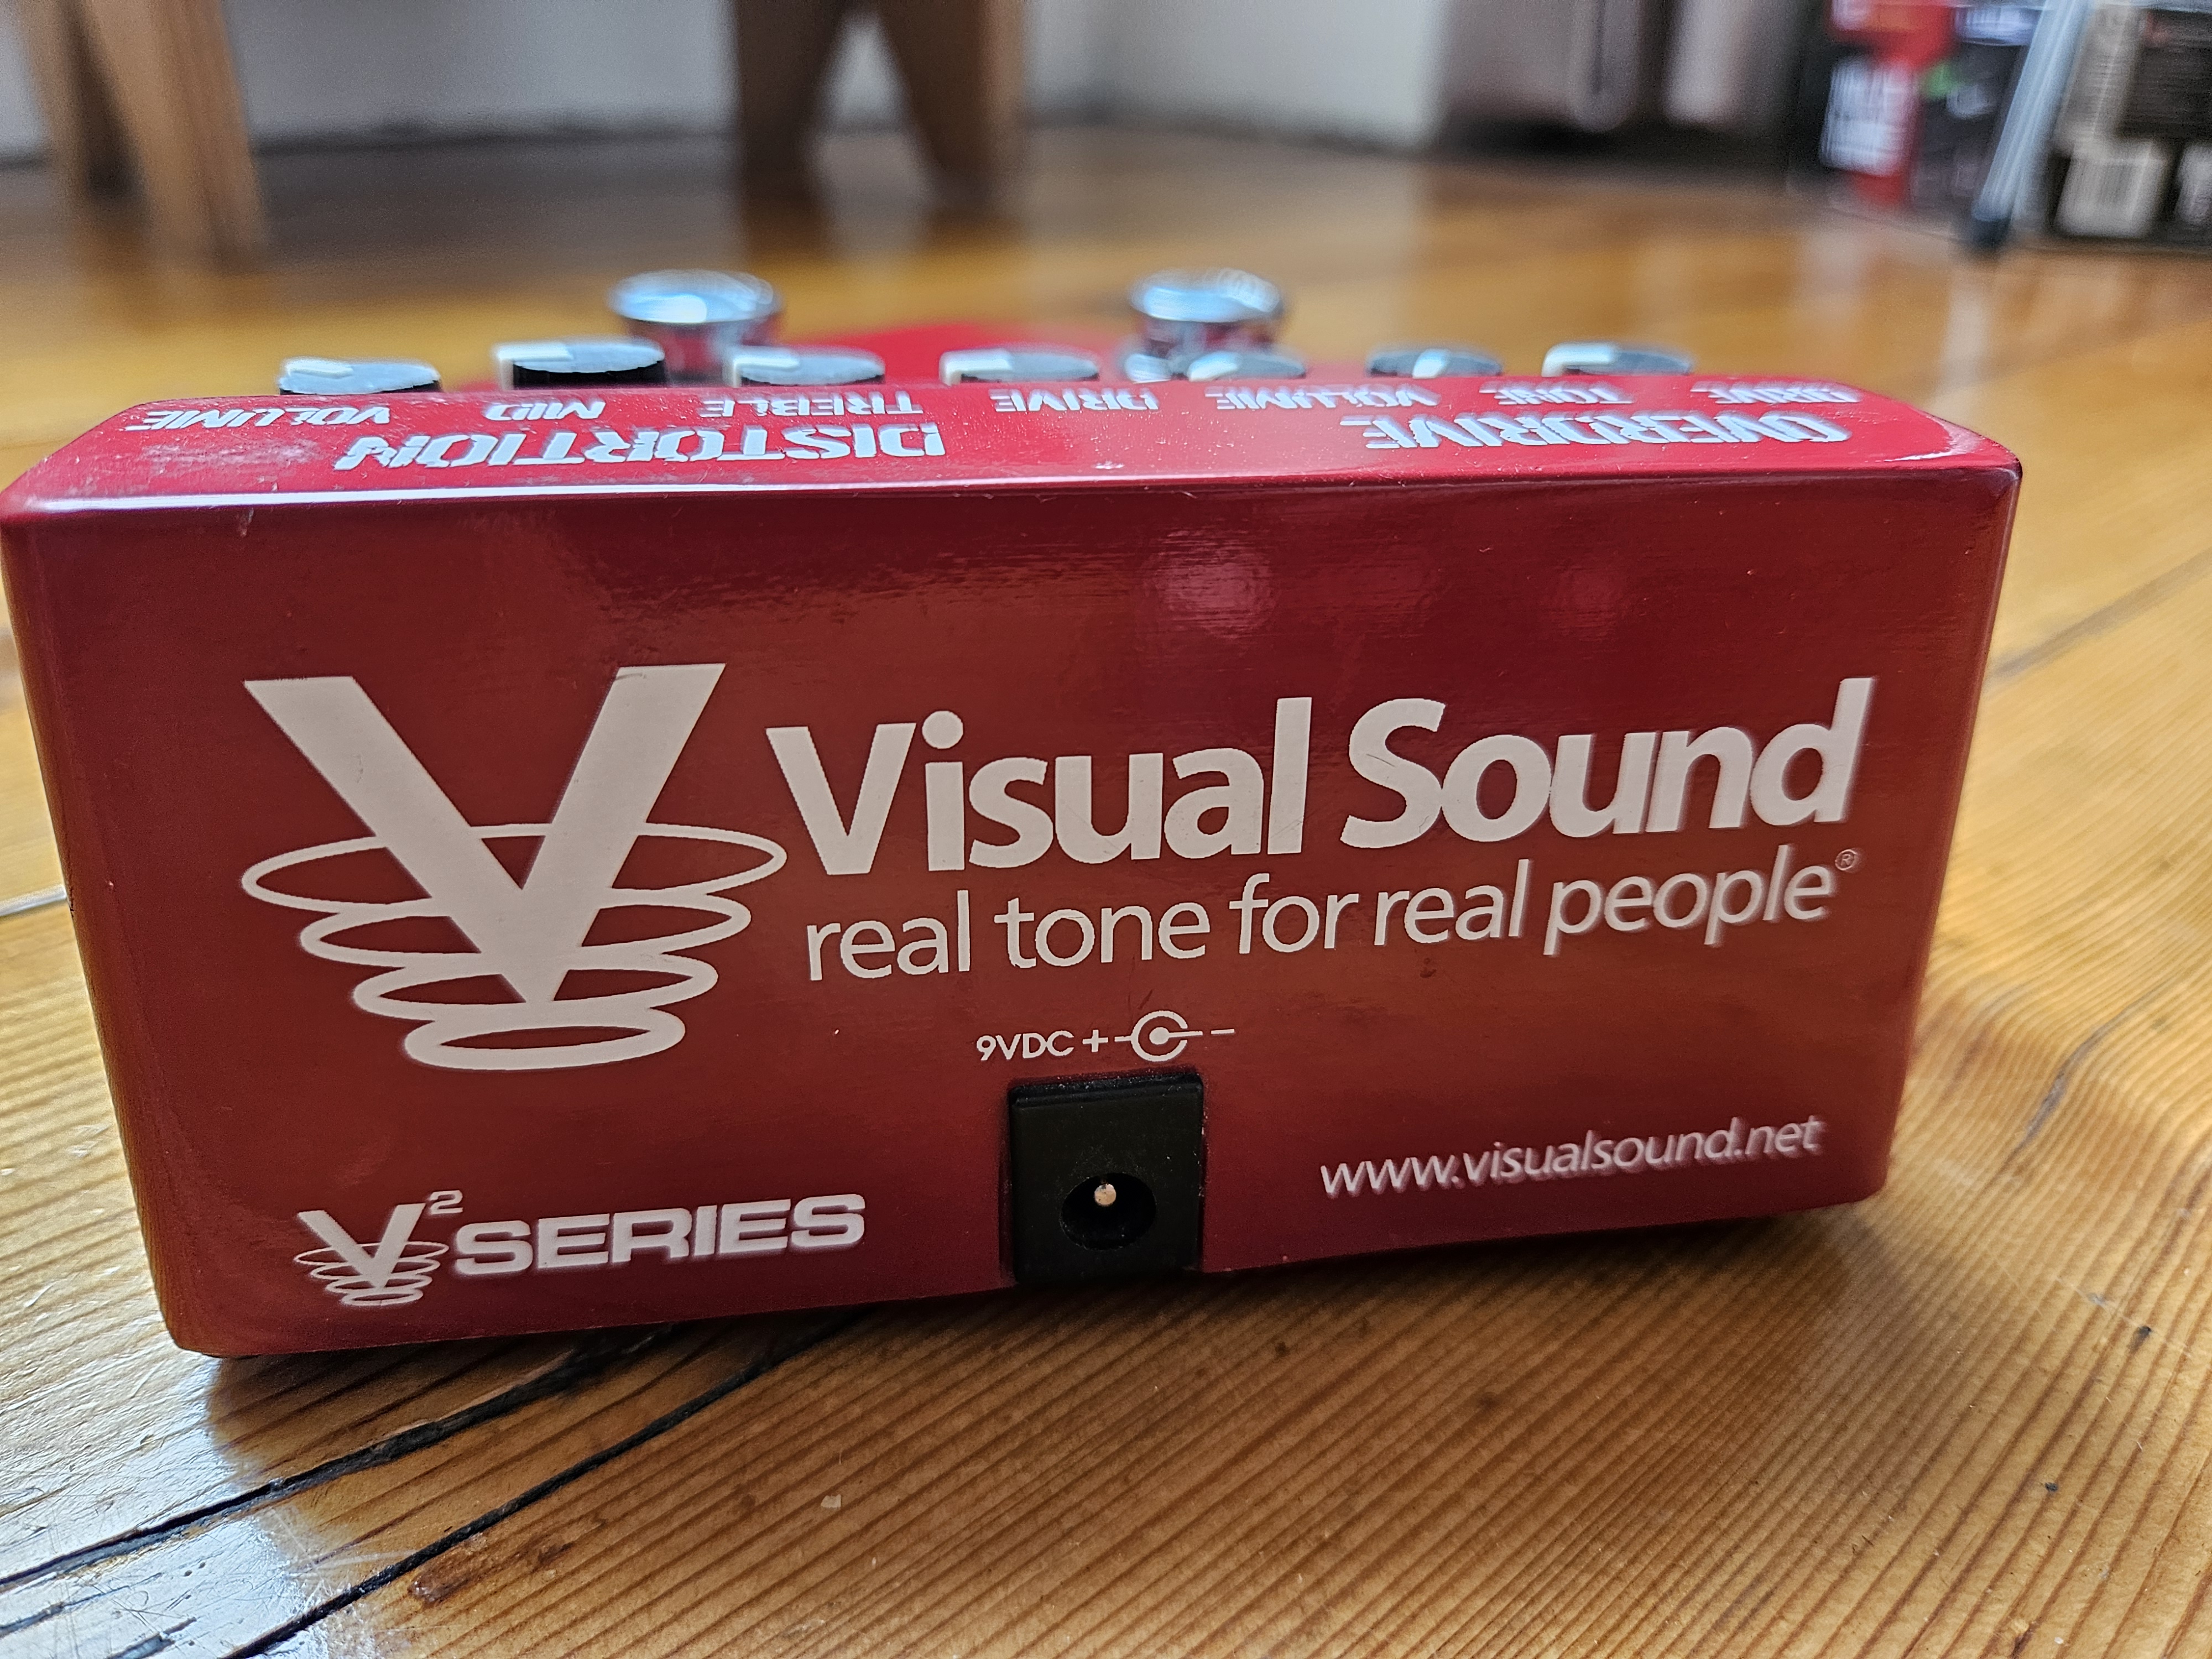 VOLUME MID TREBLE DRIVE VOLUME TONE DRIVE
DISTORTION OVERDRIVE
Visual Sound
real tone for real people®
9VDC + -
V² SERIES
www.visualsound.net